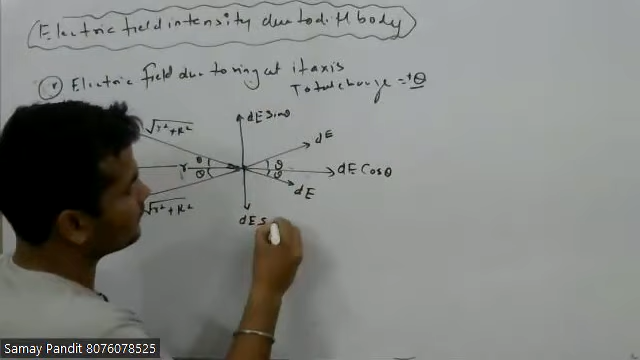 Electric field intensity due to diff body
(1) Electric field due to ring at it axis
Total charge = +Q
√r²+R²
dE Sinθ
dE
θ
θ
r
θ
θ
dE Cosθ
dE
√r²+R²
dE S
Samay Pandit 8076078525